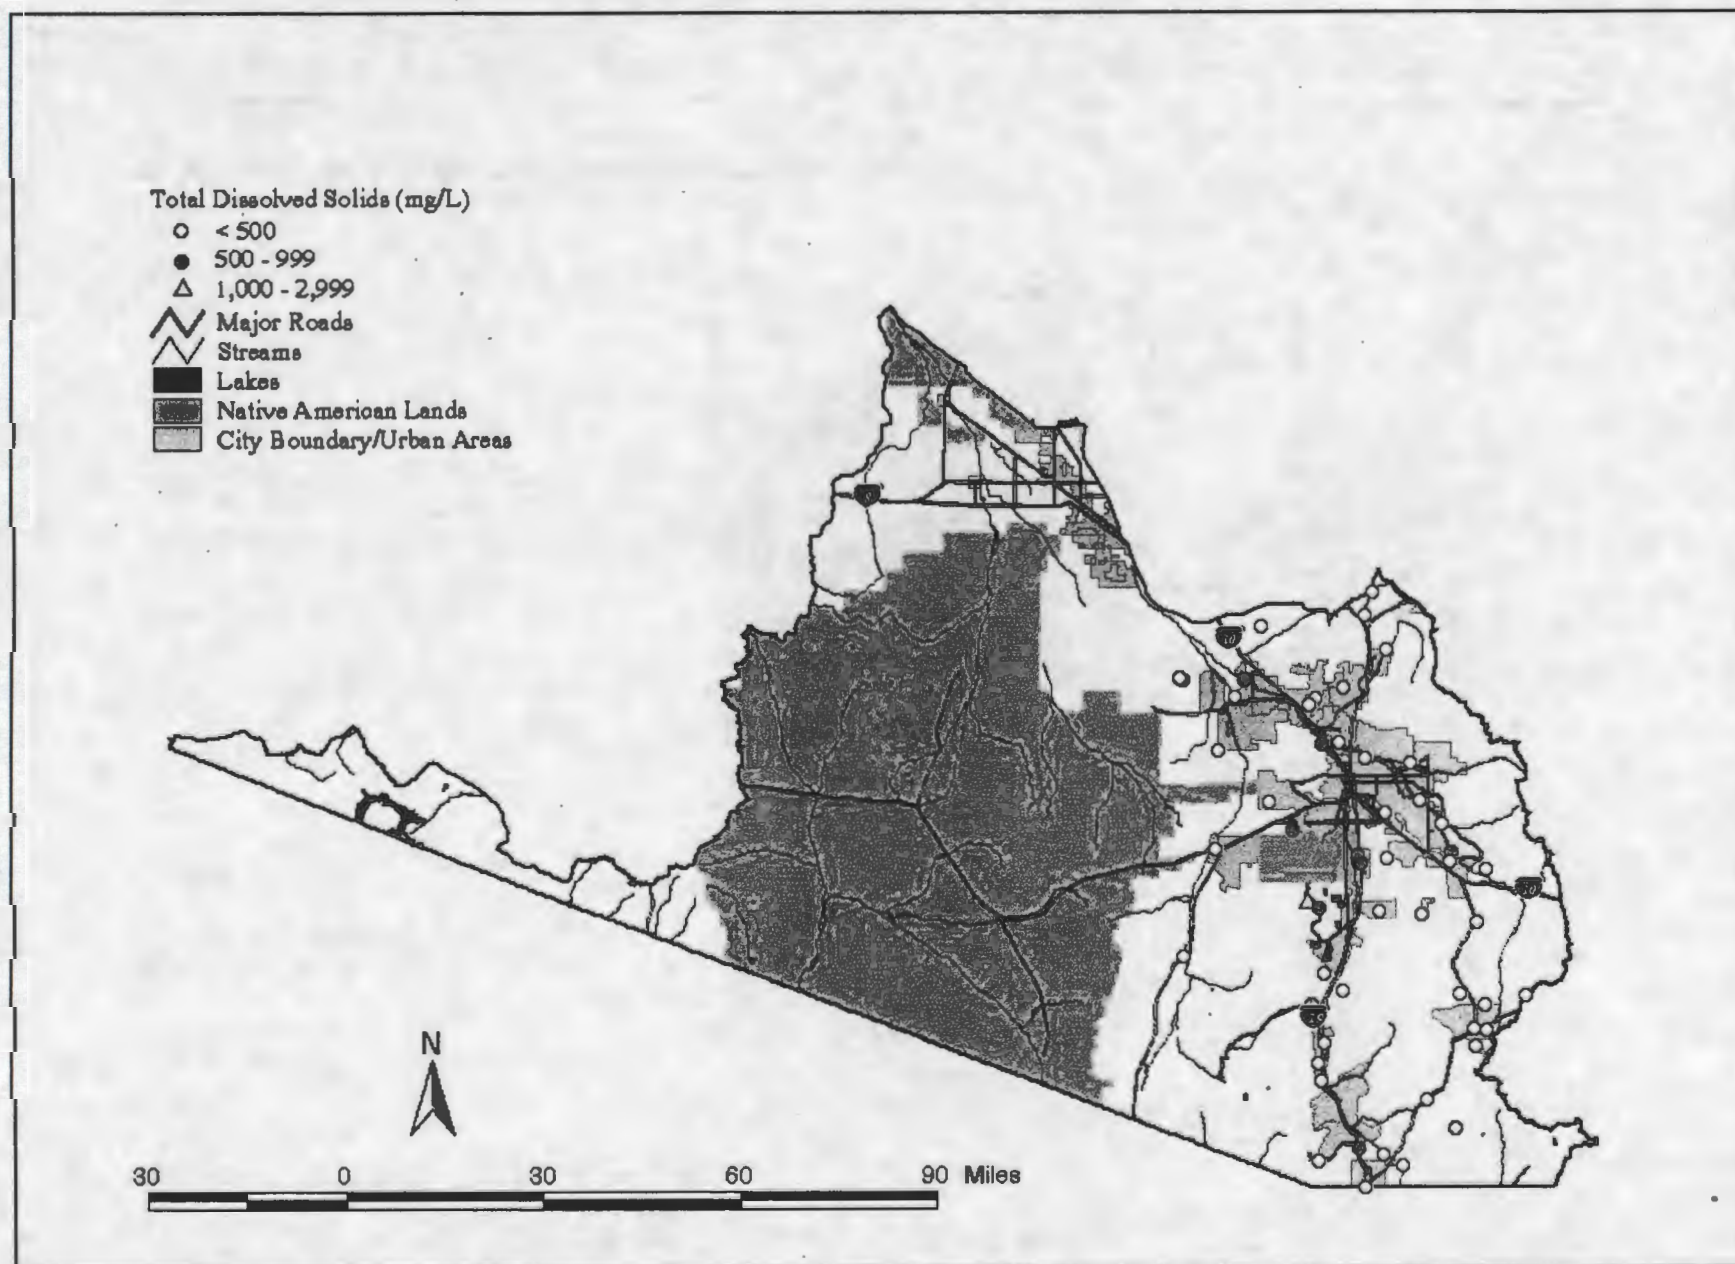 Total Dissolved Solids (mg/L)
< 500
500 - 999
1,000 - 2,999
Major Roads
Streams
Lakes
Native American Lands
City Boundary/Urban Areas
10
N
30 0 30 60 90 Miles